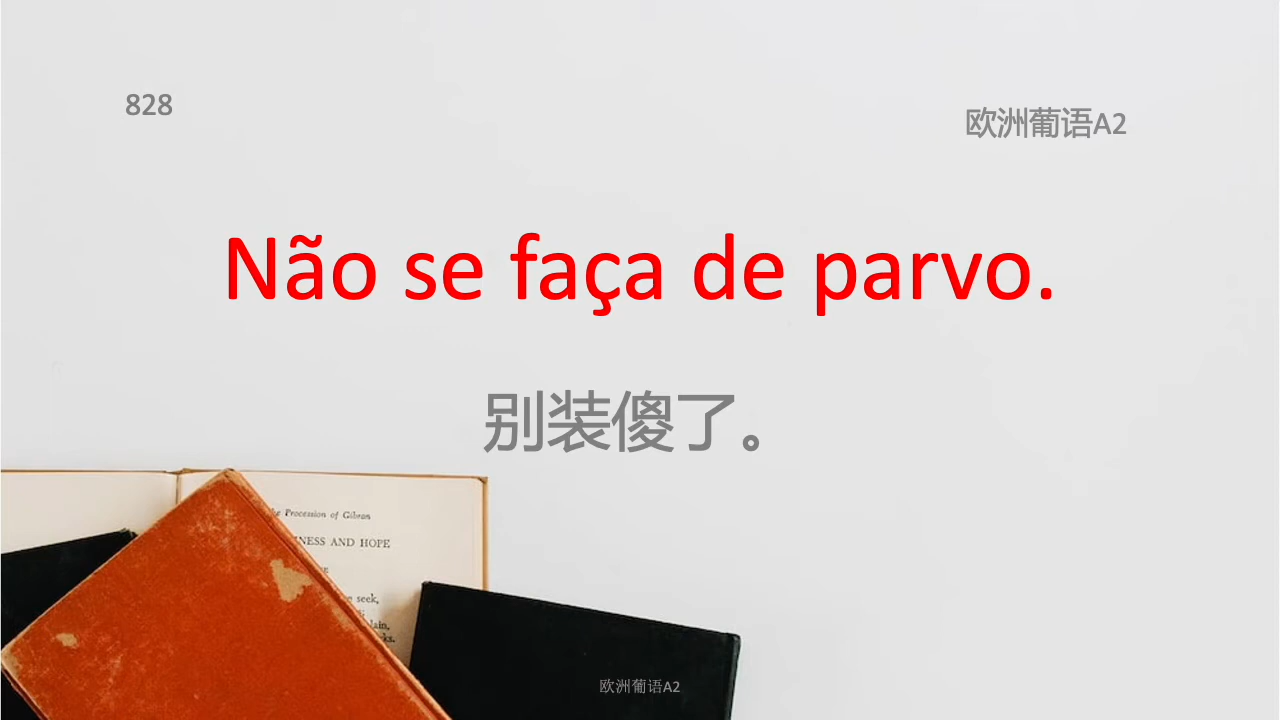 828
欧洲葡语A2
Não se faça de parvo.
别装傻了。
Procession of Gibran
NESS AND HOPE
seek,
欧洲葡语A2